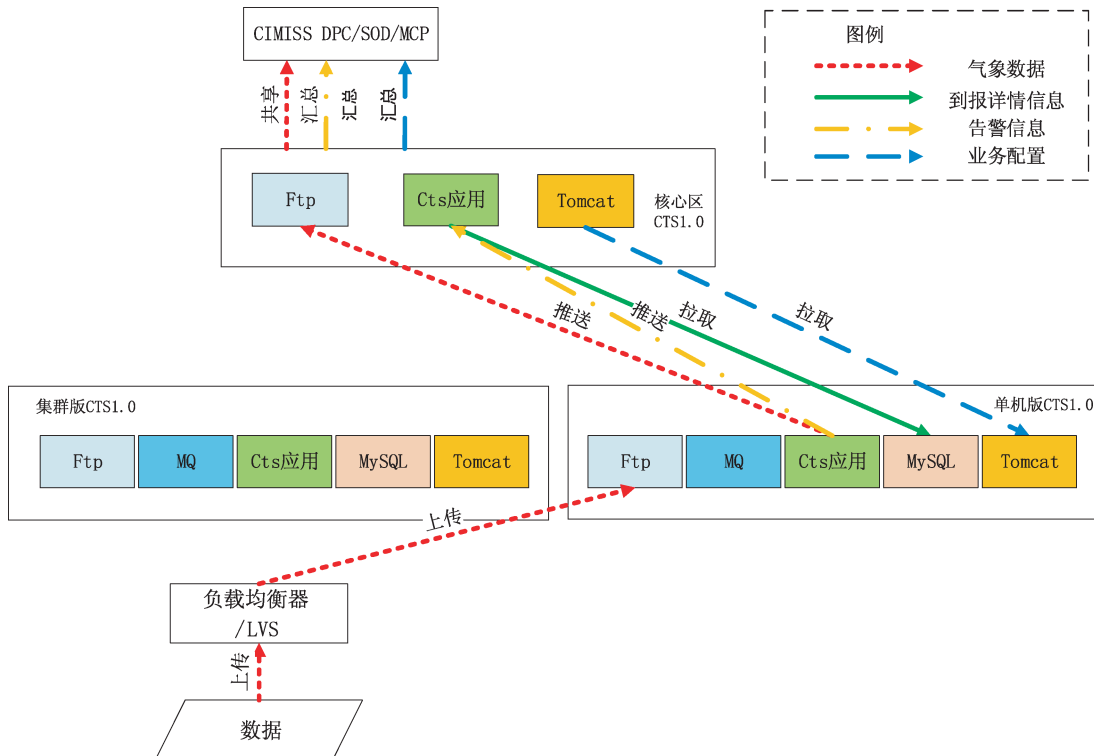 CIMISS DPC/SOD/MCP
图例
气象数据
到报详情信息
告警信息
业务配置
共享
汇总
汇总
汇总
Ftp
Cts应用
Tomcat
核心区
CTS1.0
推送
推送
拉取
拉取
集群版CTS1.0
Ftp
MQ
Cts应用
MySQL
Tomcat
单机版CTS1.0
Ftp
MQ
Cts应用
MySQL
Tomcat
上传
负载均衡器
/LVS
上传
数据